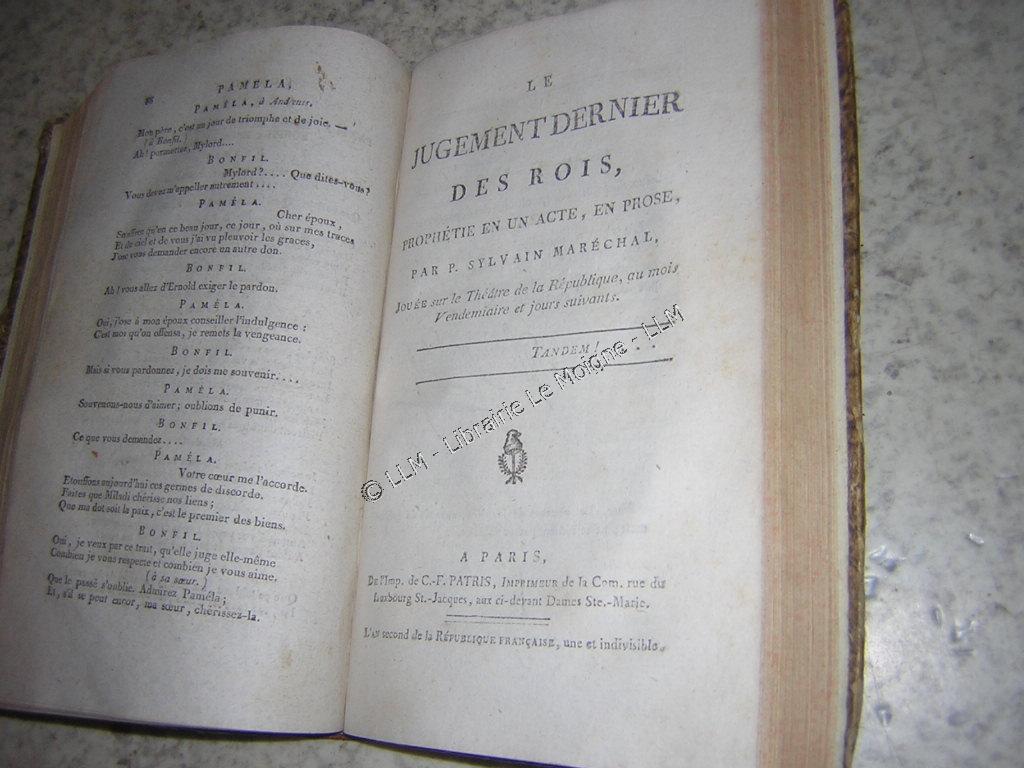 PAMELA,
PAMÉLA, à Andreuss.
Mon père, c'est un jour de triomphe et de joie.
(à Bonfil.
Ah! permettez, Mylord....
BONFIL.
Mylord?.... Que dites-vous?
Vous devez m'appeller autrement....
PAMÉLA.
Cher époux,
Souffrez qu'en ce beau jour, ce jour, où sur mes traces
Et de ciel et de vous j'ai vu pleuvoir les graces,
J'ose vous demander encore un autre don.
BONFIL.
Ah! vous allez d'Ernold exiger le pardon.
PAMÉLA.
Oui, j'ose à mon époux conseiller l'indulgence;
C'est moi qu'on offensa, je remets la vengeance.
BONFIL.
Mais si vous pardonnez, je dois me souvenir....
PAMÉLA.
Souvenons-nous d'aimer; oublions de punir.
BONFIL.
Ce que vous demandez....
PAMÉLA.
Votre cœur me l'accorde.
Etouffons aujourd'hui ces germes de discorde.
Faites que Miladi chérisse nos liens;
Que ma dot soit la paix, c'est le premier des biens.
BONFIL.
Oui, je veux par ce trait, qu'elle juge elle-même
Combien je vous respecte et combien je vous aime.
(à sa sœur.)
Que le passé s'oublie. Admirez Paméla;
Et, s'il se peut encor, ma sœur, chérissez-la.
LE
JUGEMENT DERNIER
DES ROIS,
PROPHÉTIE EN UN ACTE, EN PROSE,
PAR P. SYLVAIN MARÉCHAL,
JOUÉE sur le Théâtre de la République, au mois
Vendemiaire et jours suivants.
TANDEM!...
© LLM - Librairie Le Moigne - LLM
A PARIS,
De l'Imp. de C.-F. PATRIS, IMPRIMEUR de la Com. rue du
fauxbourg St.-Jacques, aux ci-devant Dames Ste.-Marie.
L'AN second de la RÉPUBLIQUE FRANÇAISE, une et indivisible.